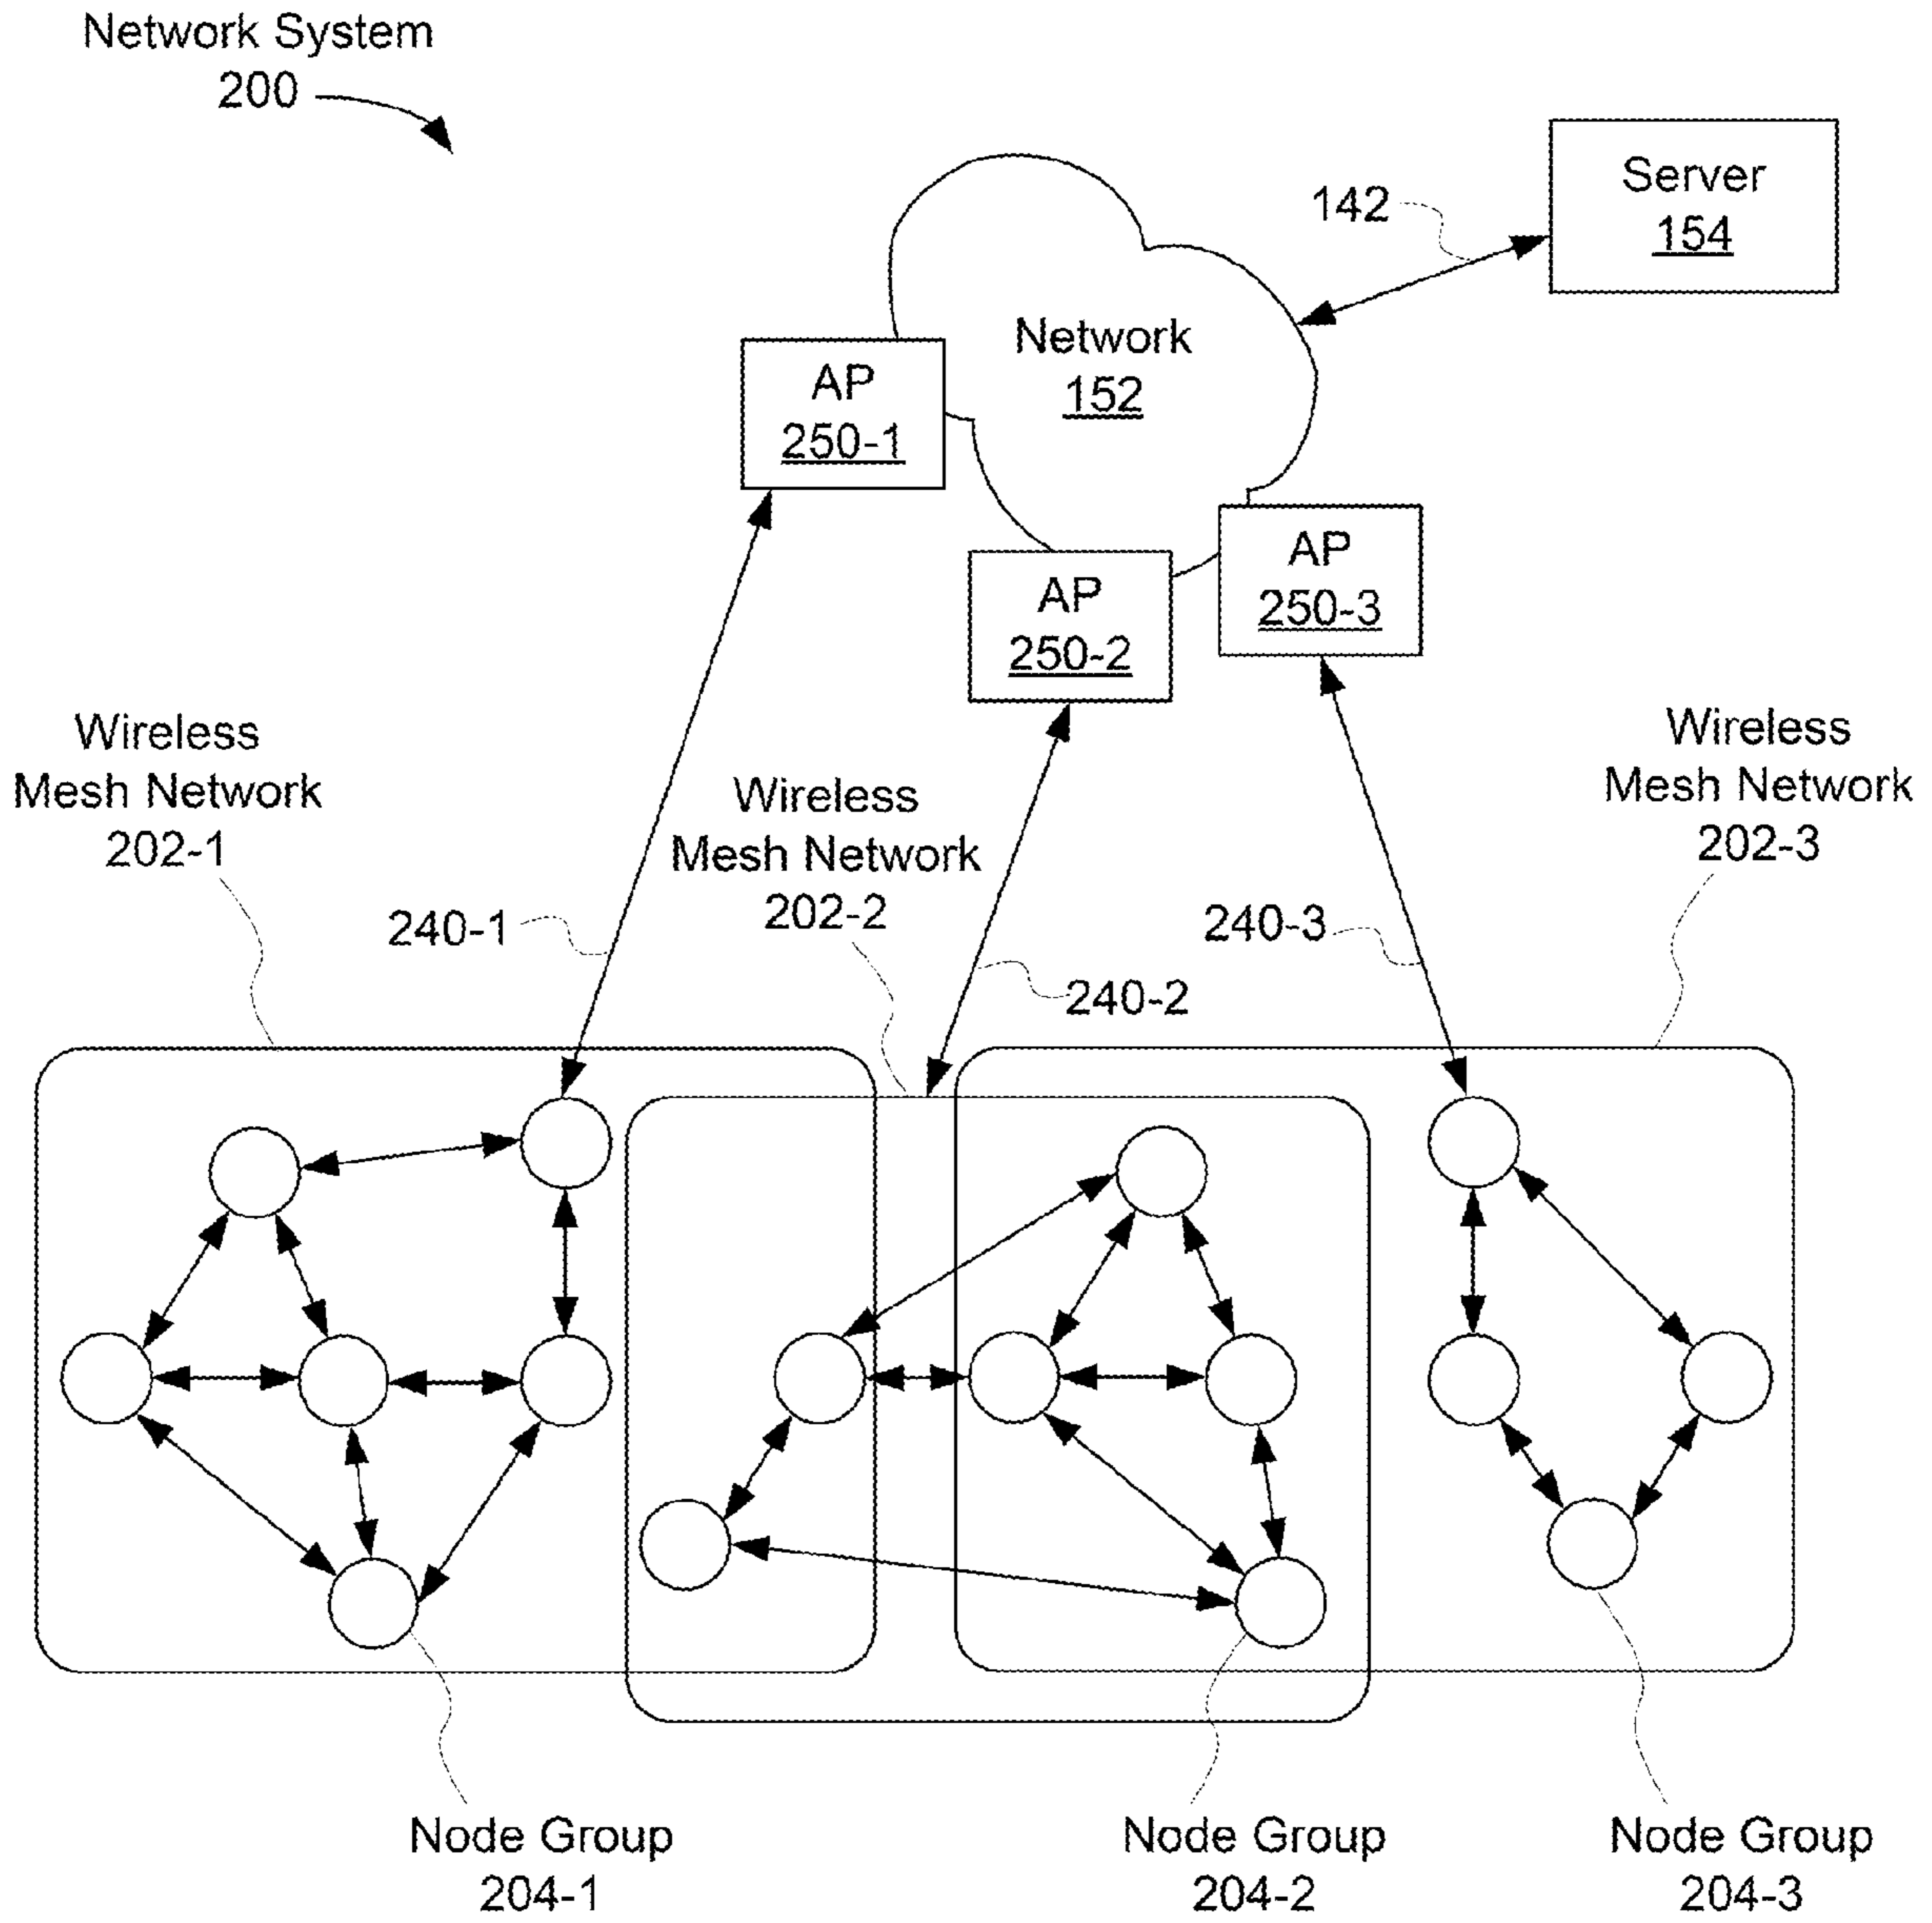 Network System
200
Server
154
142
Network
152
AP
250-1
AP
250-2
AP
250-3
Wireless
Mesh Network
202-1
Wireless
Mesh Network
202-2
Wireless
Mesh Network
202-3
240-1
240-2
240-3
Node Group
204-1
Node Group
204-2
Node Group
204-3